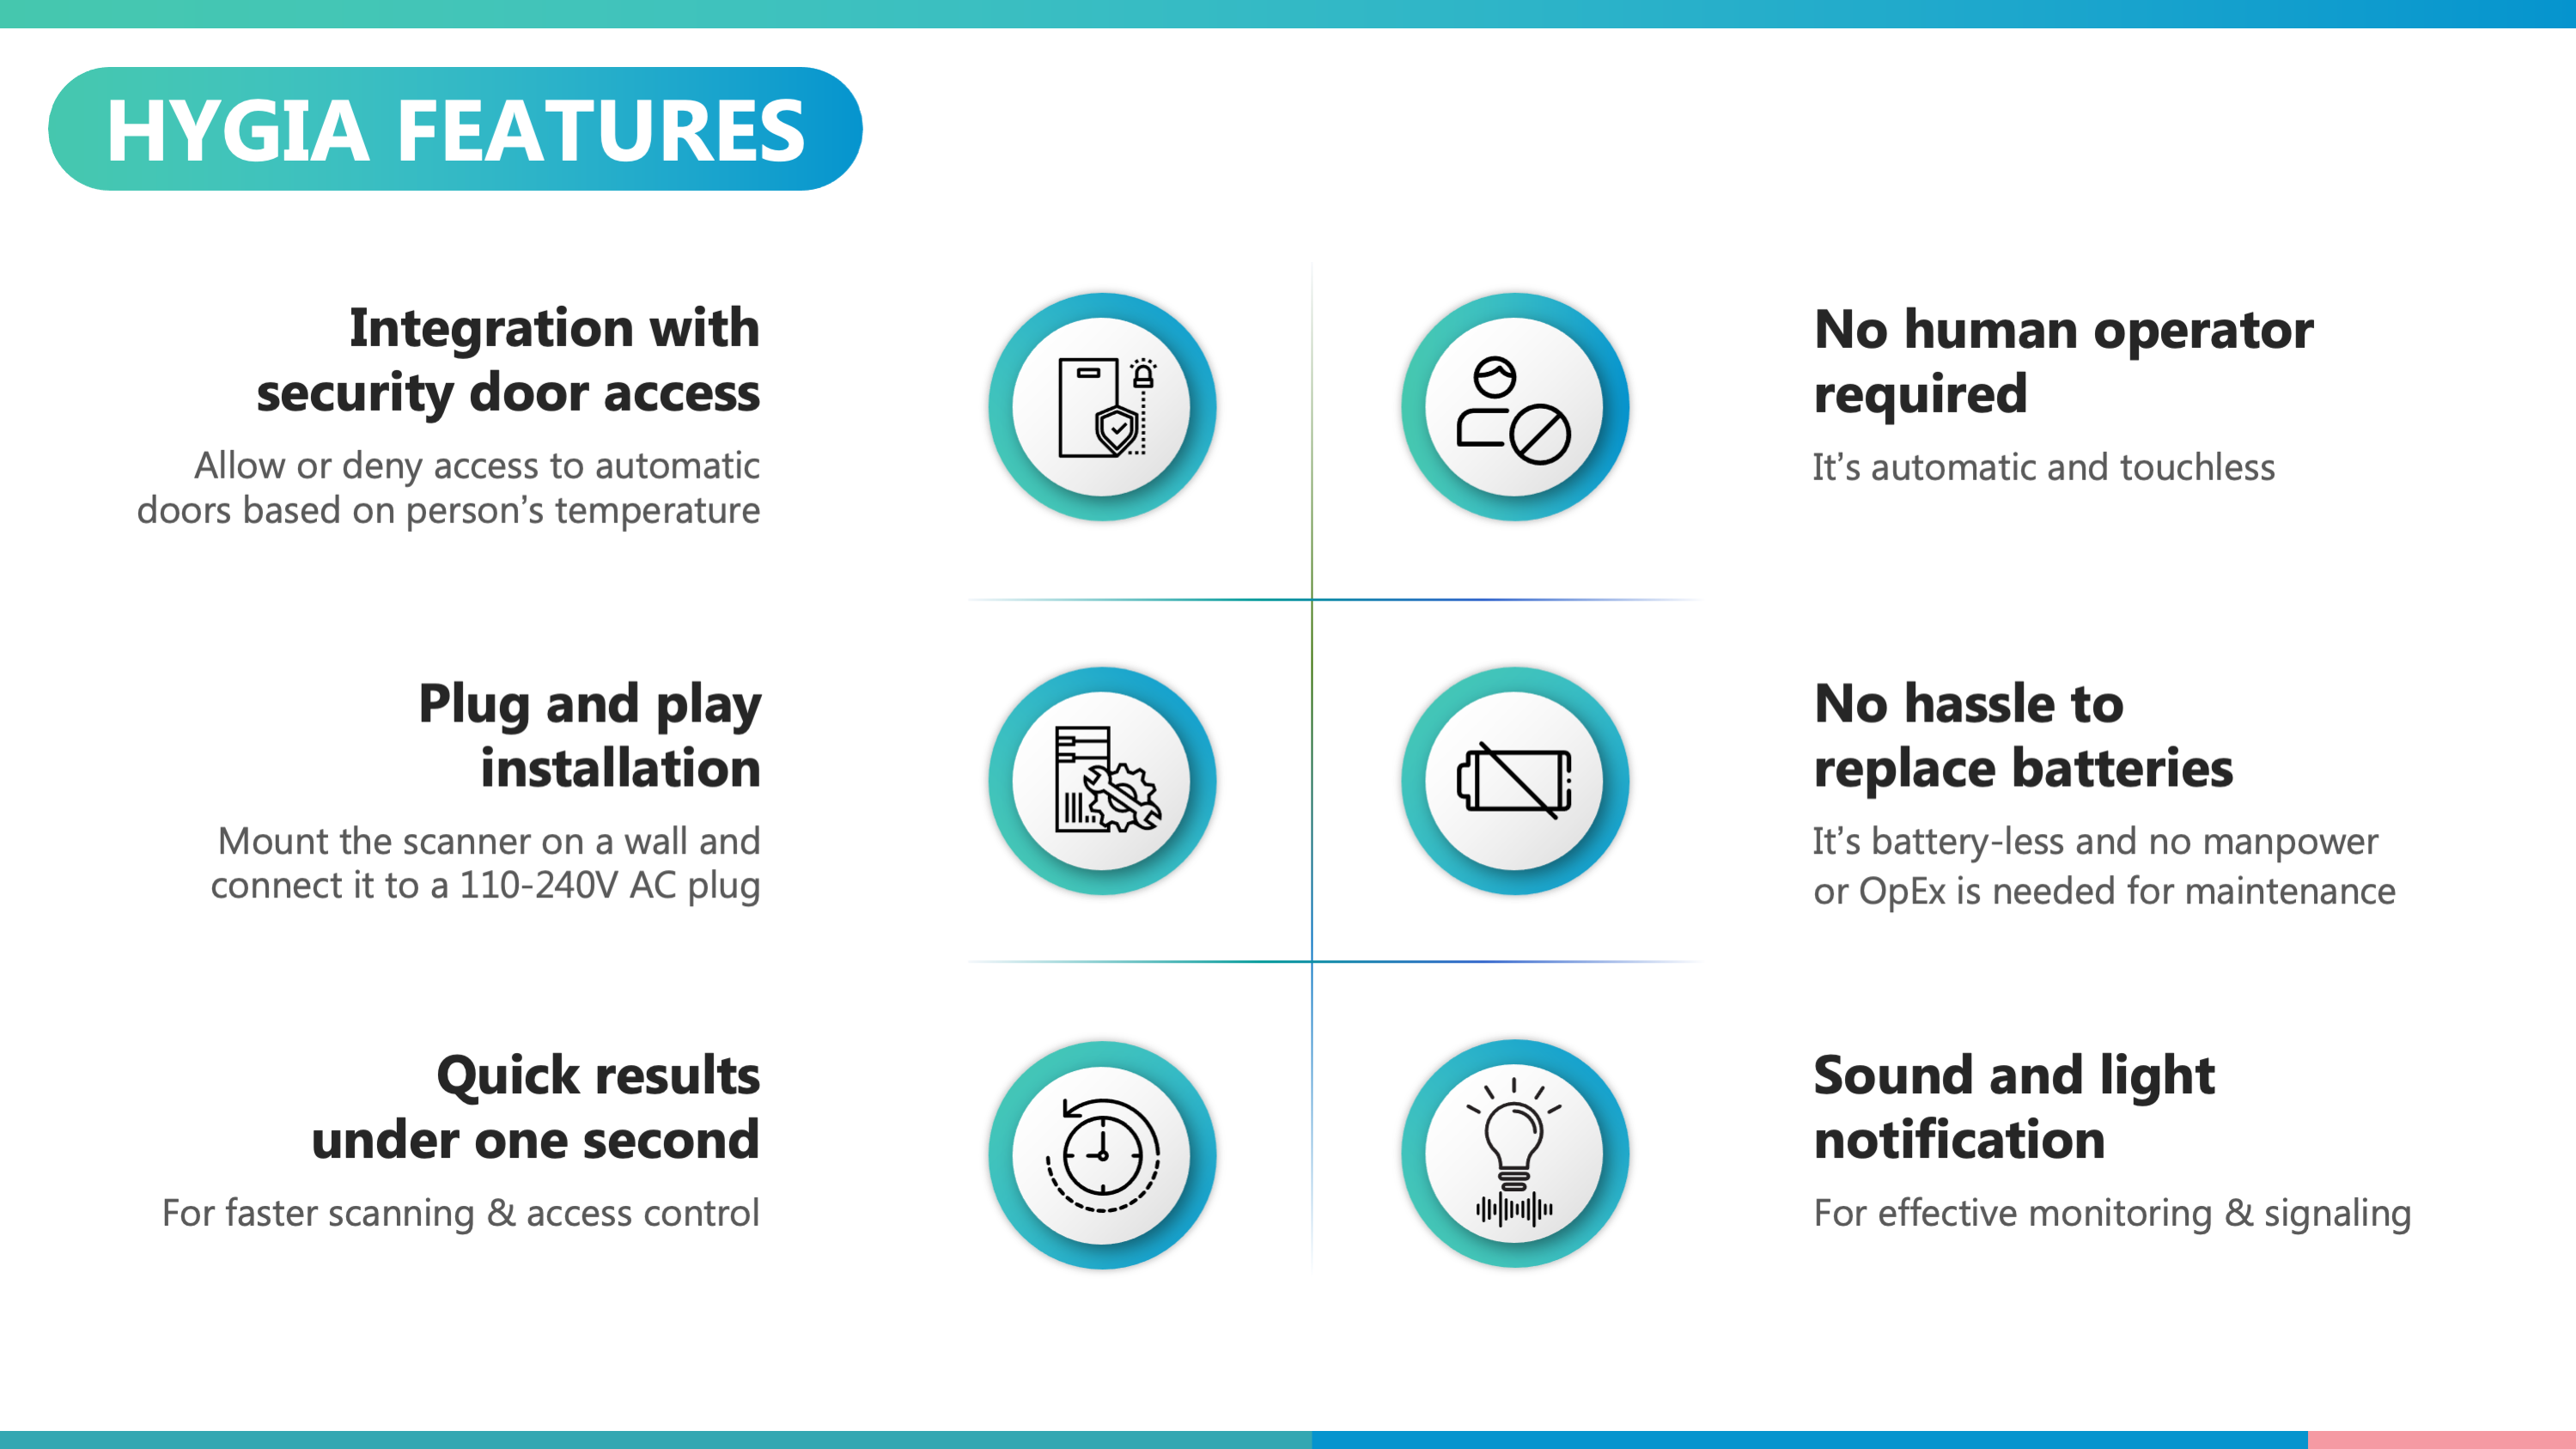 HYGIA FEATURES
Integration with
security door access
Allow or deny access to automatic
doors based on person’s temperature
No human operator
required
It’s automatic and touchless
Plug and play
installation
Mount the scanner on a wall and
connect it to a 110-240V AC plug
No hassle to
replace batteries
It’s battery-less and no manpower
or OpEx is needed for maintenance
Quick results
under one second
For faster scanning & access control
Sound and light
notification
For effective monitoring & signaling